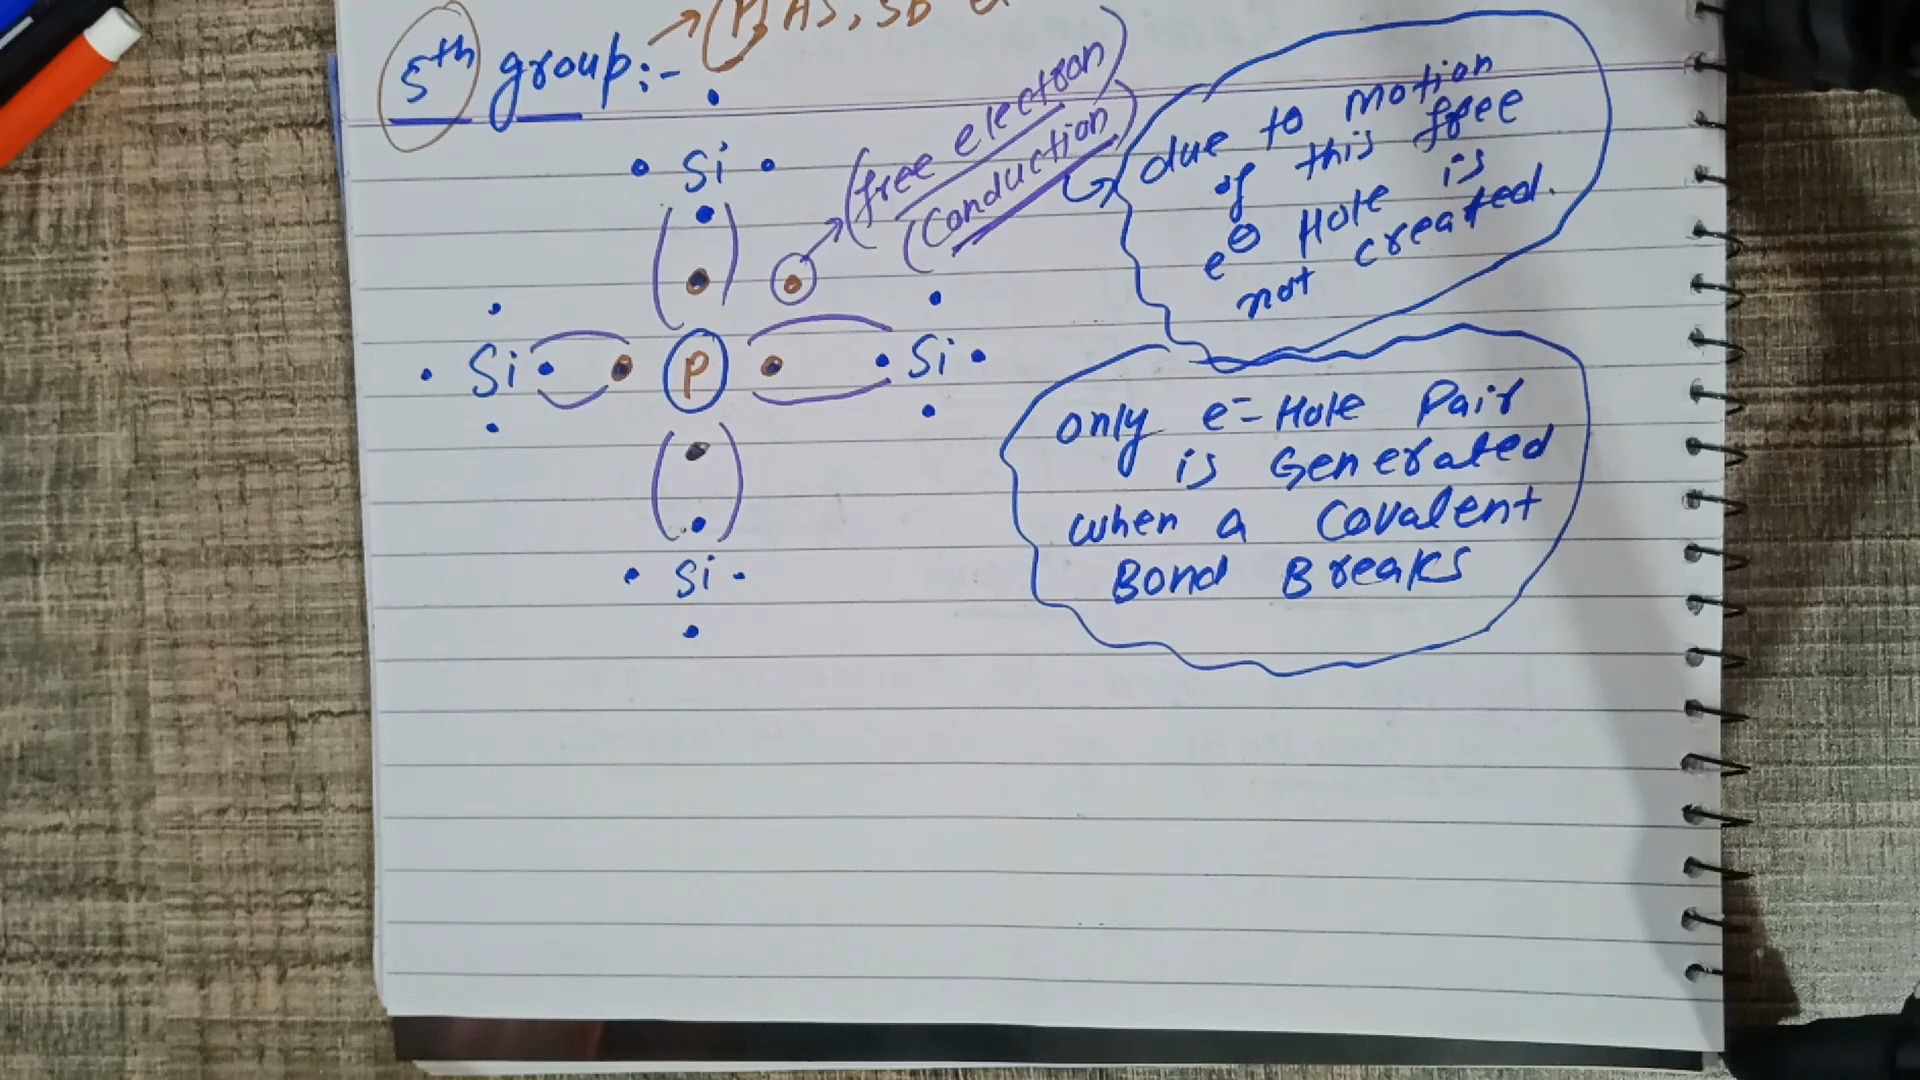 5th group:- → (P) As, Sb
Si
(free electron)
(Conduction)
Si P Si
Si
due to motion
of this free
e⊖ Hole is
not created.
only e- Hole Pair
is Generated
when a Covalent
Bond Breaks